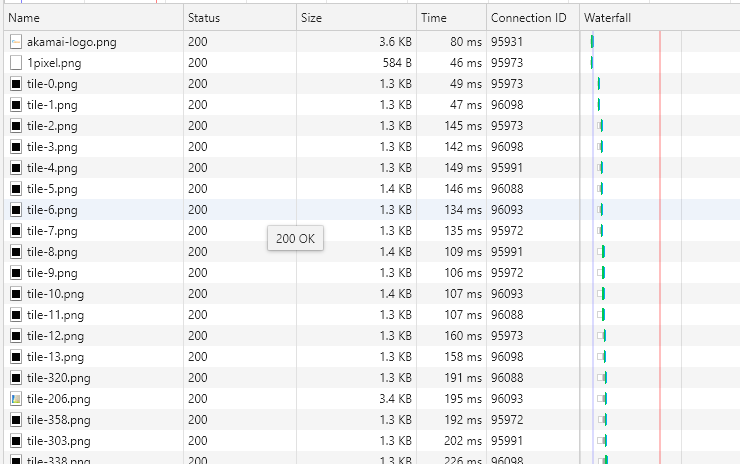 Name Status Size Time Connection ID Waterfall
akamai-logo.png 200 3.6 KB 80 ms 95931
1pixel.png 200 584 B 46 ms 95973
tile-0.png 200 1.3 KB 49 ms 95973
tile-1.png 200 1.3 KB 47 ms 96098
tile-2.png 200 1.3 KB 145 ms 95973
tile-3.png 200 1.3 KB 142 ms 96098
tile-4.png 200 1.3 KB 149 ms 95991
tile-5.png 200 1.4 KB 146 ms 96088
tile-6.png 200 1.3 KB 134 ms 96093
tile-7.png 200 1.3 KB 135 ms 95972
200 OK
tile-8.png 200 1.4 KB 109 ms 95991
tile-9.png 200 1.3 KB 106 ms 95972
tile-10.png 200 1.4 KB 107 ms 96093
tile-11.png 200 1.3 KB 107 ms 96088
tile-12.png 200 1.3 KB 160 ms 95973
tile-13.png 200 1.3 KB 158 ms 96098
tile-320.png 200 1.3 KB 191 ms 96088
tile-206.png 200 3.4 KB 195 ms 96093
tile-358.png 200 1.3 KB 192 ms 95972
tile-303.png 200 1.3 KB 202 ms 95991
tile-338.png 200 1.3 KB 226 ms 96098